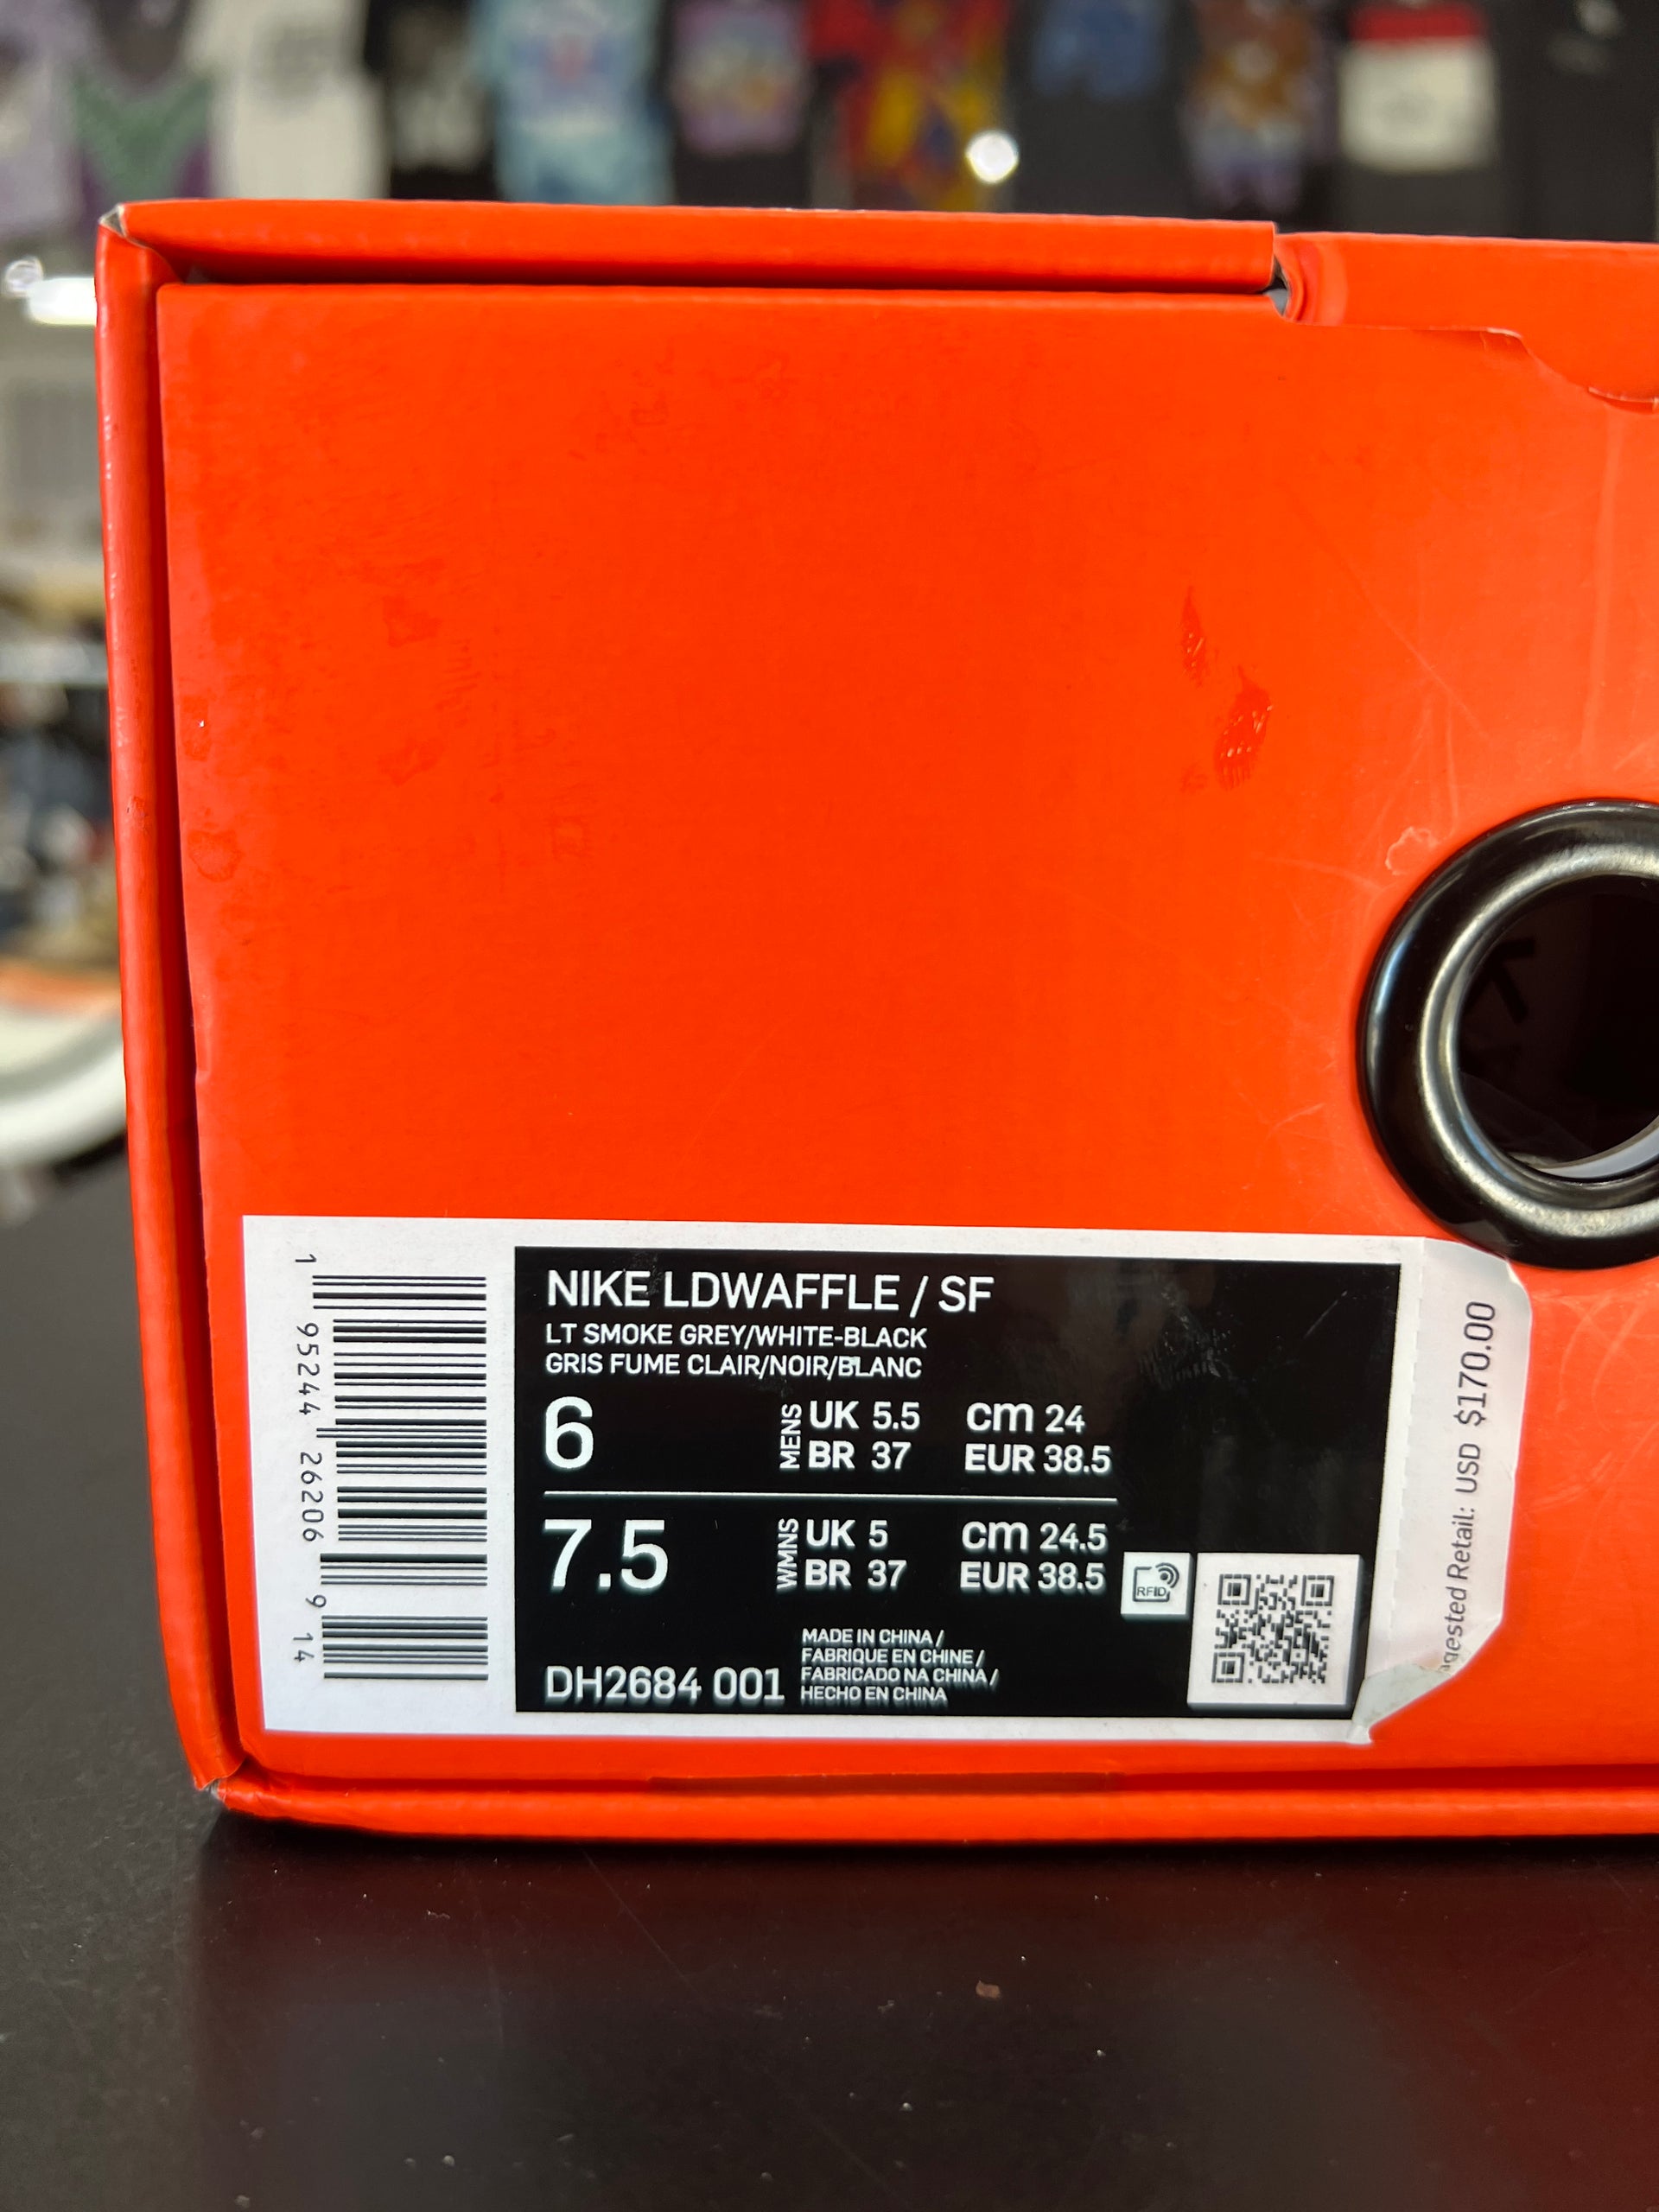 NIKE LDWAFFLE / SF
LT SMOKE GREY/WHITE-BLACK
GRIS FUME CLAIR/NOIR/BLANC
6 MENS UK 5.5 cm 24
BR 37 EUR 38.5
7.5 WMNS UK 5 cm 24.5
BR 37 EUR 38.5
RFID
MADE IN CHINA /
FABRIQUE EN CHINE /
FABRICADO NA CHINA /
HECHO EN CHINA
DH2684 001
1 95244 26206 9 14
Retail: USD $170.00